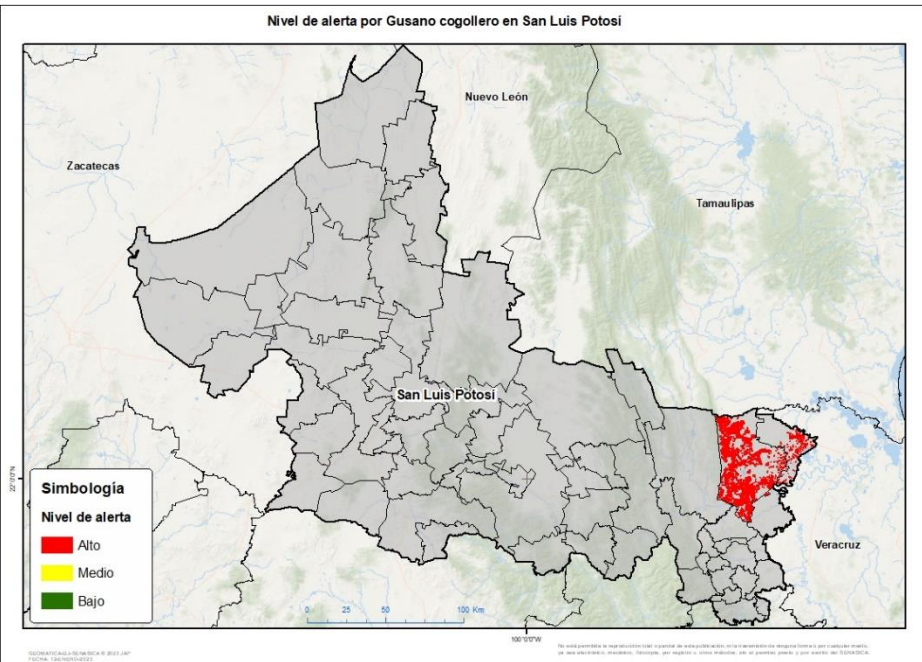 Nivel de alerta por Gusano cogollero en San Luis Potosí
Nuevo León
Zacatecas
Tamaulipas
San Luis Potosí
Simbología
Nivel de alerta
Alto
Medio
Bajo
Veracruz
0 25 50 100 Km
100°0'0"W